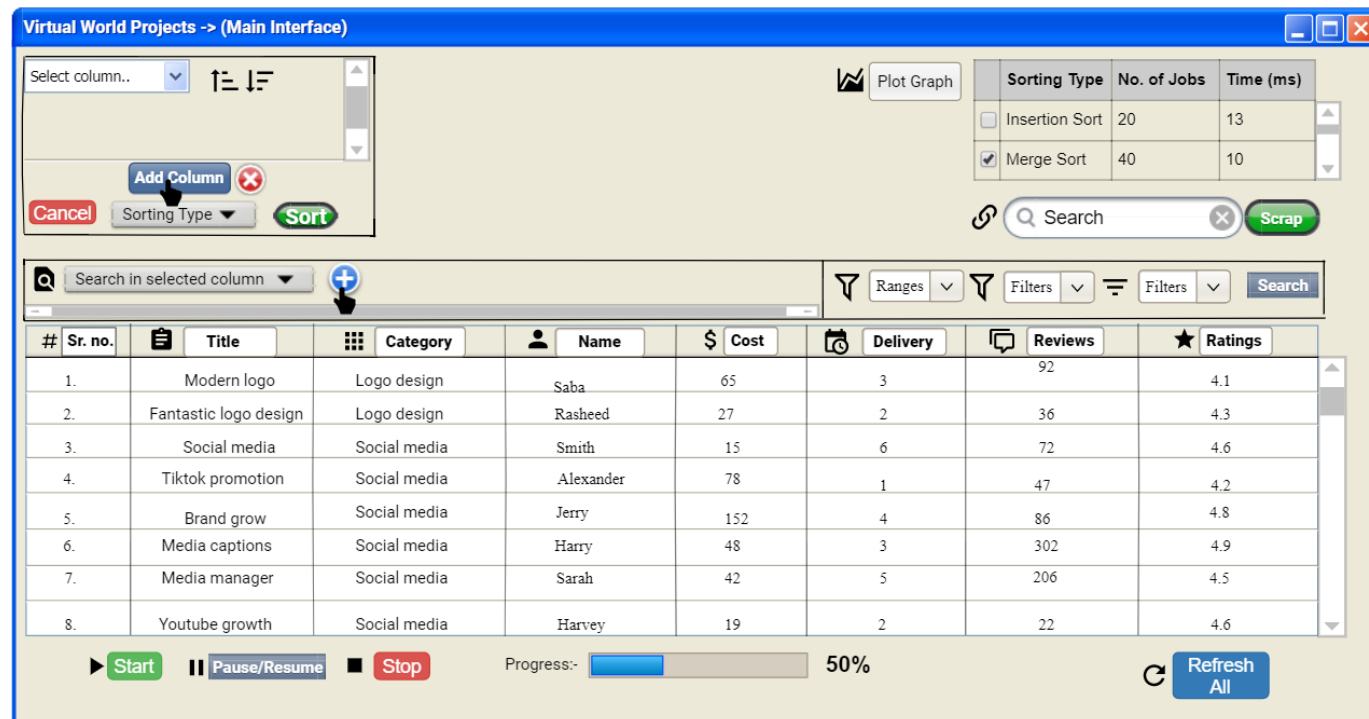 Virtual World Projects -> (Main Interface)
Select column..
Plot Graph
Sorting Type No. of Jobs Time (ms)
Insertion Sort 20 13
Merge Sort 40 10
Add Column
Cancel Sorting Type Sort
Search Scrap
Search in selected column Ranges Filters Filters Search
# Sr. no. Title Category Name $ Cost Delivery Reviews Ratings
1. Modern logo Logo design Saba 65 3 92 4.1
2. Fantastic logo design Logo design Rasheed 27 2 36 4.3
3. Social media Social media Smith 15 6 72 4.6
4. Tiktok promotion Social media Alexander 78 1 47 4.2
5. Brand grow Social media Jerry 152 4 86 4.8
6. Media captions Social media Harry 48 3 302 4.9
7. Media manager Social media Sarah 42 5 206 4.5
8. Youtube growth Social media Harvey 19 2 22 4.6
Start Pause/Resume Stop Progress:- 50% Refresh
All